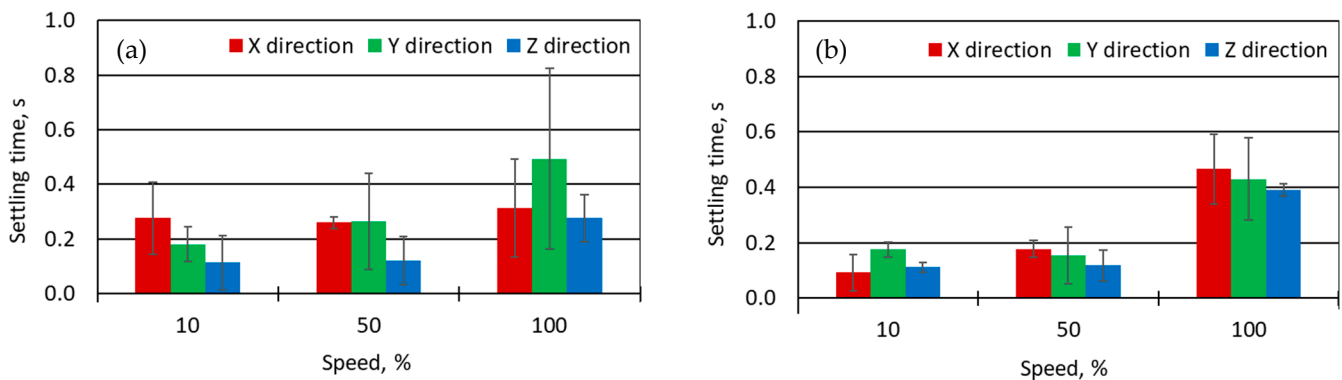 (a)
X direction Y direction Z direction
1.0
0.8
0.6
0.4
0.2
0.0
Settling time, s
10 50 100
Speed, %
(b)
X direction Y direction Z direction
1.0
0.8
0.6
0.4
0.2
0.0
Settling time, s
10 50 100
Speed, %